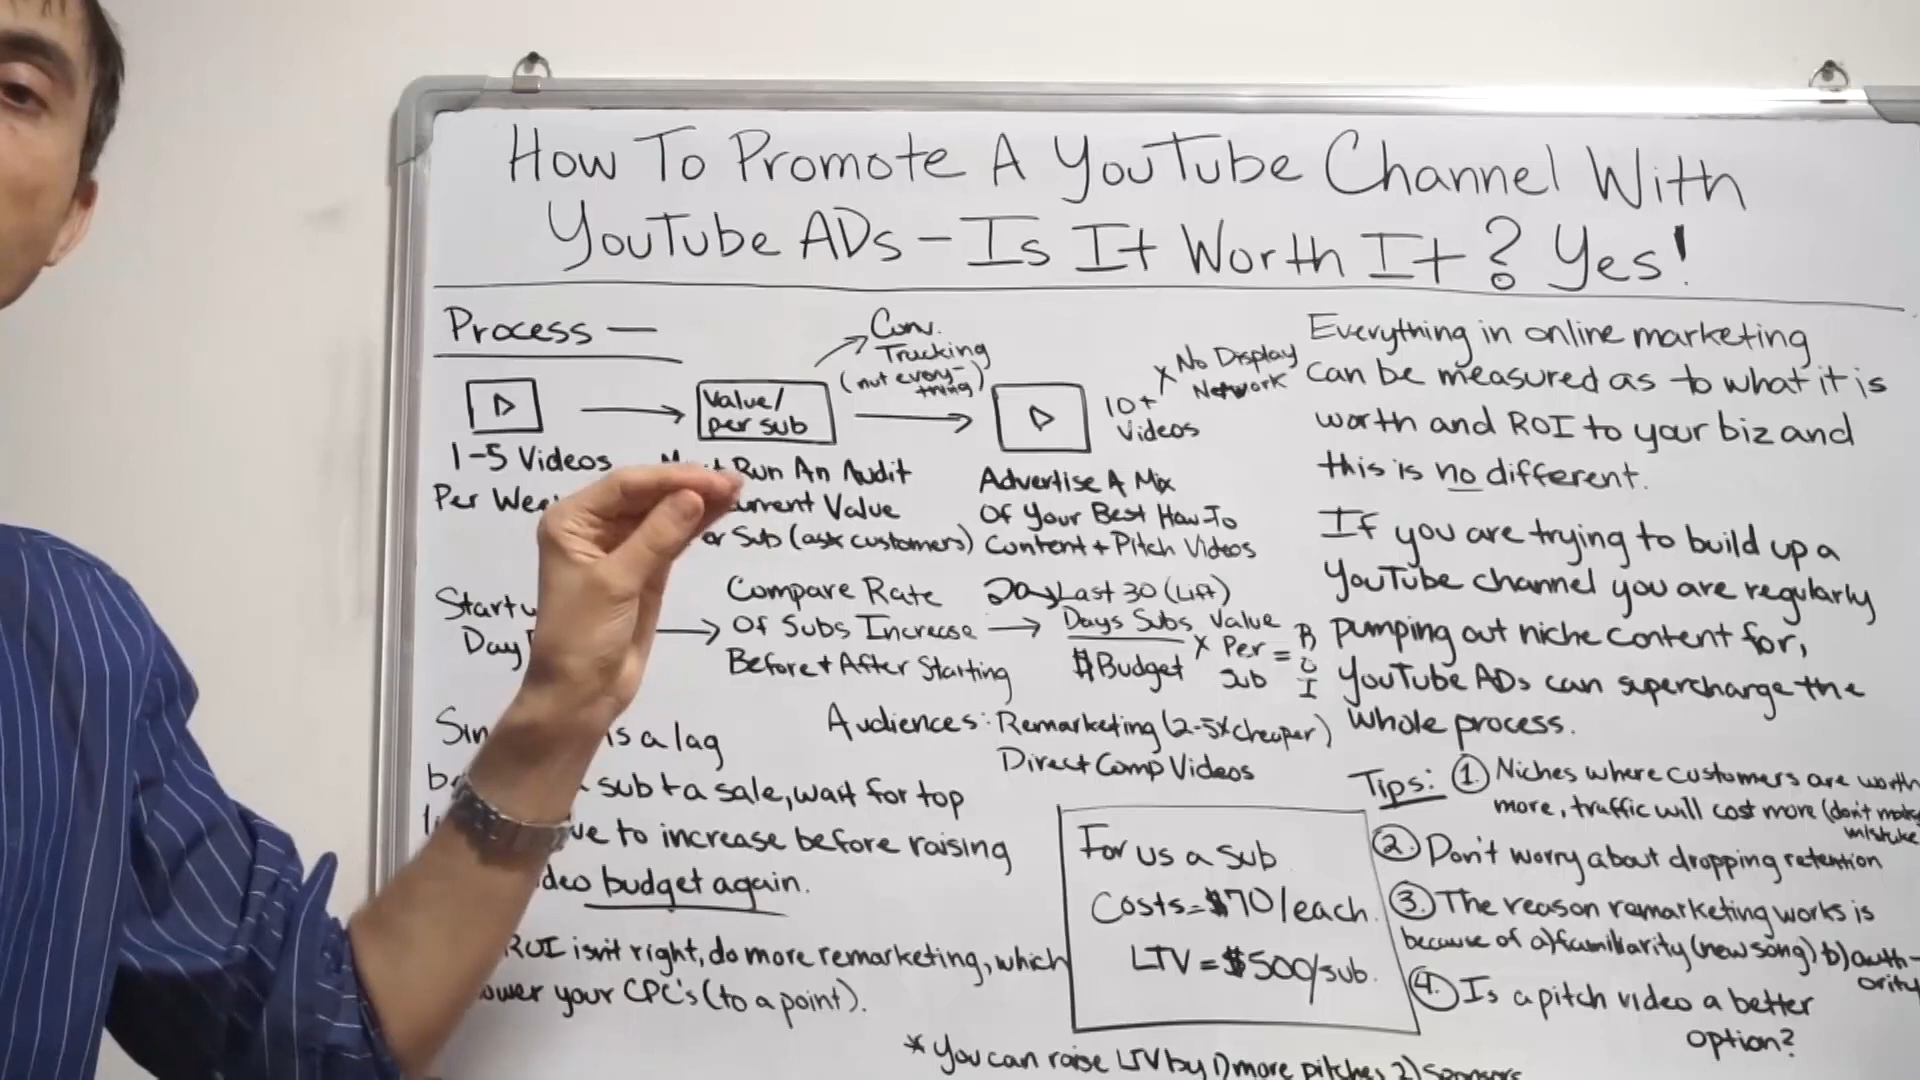 How To Promote A YouTube Channel With
YouTube ADs - Is It Worth It? Yes!
Process —
1-5 Videos
Per
Value/
per sub
Conv.
Trucking
(not every-
thing)
Run An Audit
Current Value
or Sub (ask customers)
10+
Videos
x No Display
Network
Advertise A Mix
Of Your Best How-To
Content + Pitch Videos
Day
Compare Rate
Of Subs Increase
Before + After Starting
Last 30 (Lift)
Days Subs
$Budget
x Value
Per
Sub
= ROI
is a lag
sub + a sale, wait for top
to increase before raising
budget again.
ROI isn't right, do more remarketing, which
your CPC's (to a point).
Audiences: Remarketing (2-5x cheaper)
Direct Comp Videos
For us a sub
Costs = $70/each.
LTV = $500/sub.
* You can raise LTV by 1) more pitches 2) Sponsors
Everything in online marketing
can be measured as to what it is
worth and ROI to your biz and
this is no different.
If you are trying to build up a
YouTube channel you are regularly
pumping out niche content for,
YouTube ADs can supercharge the
whole process.
Tips: 1. Niches where customers are worth
more, traffic will cost more (don't make
mistake
2. Don't worry about dropping retention
3. The reason remarketing works is
because of a) familiarity (new song) b) auth-
ority
4. Is a pitch video a better
option?